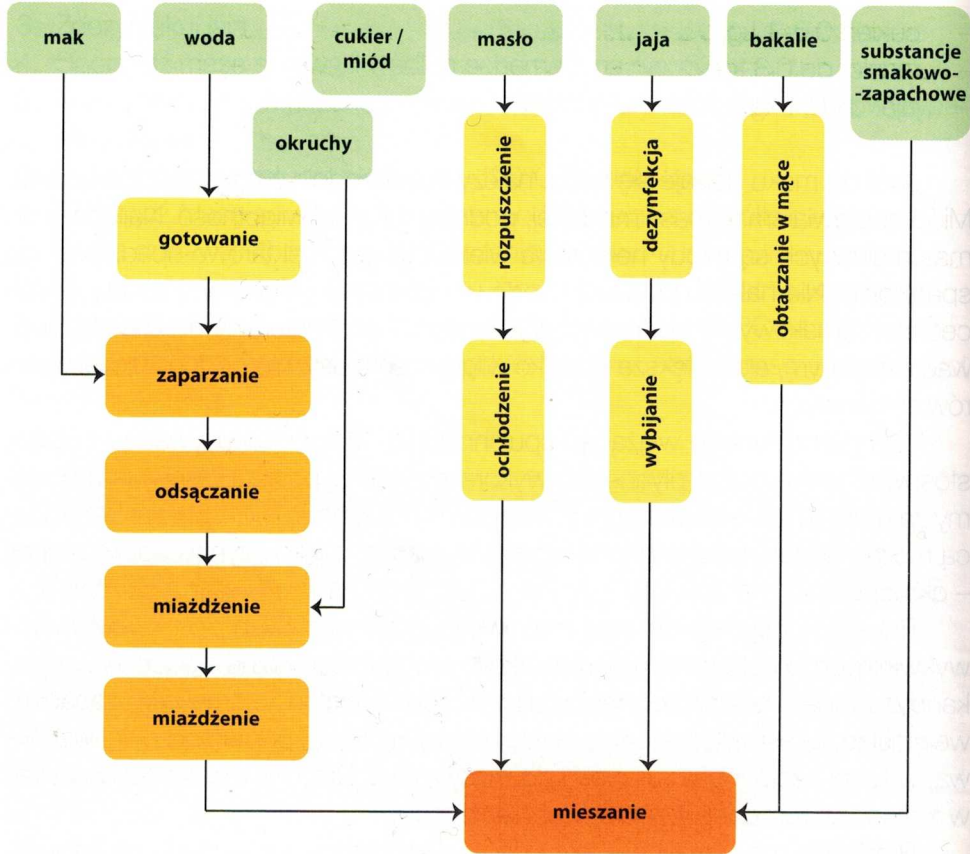 mak
woda
cukier /
miód
masło
jaja
bakalie
substancje
smakowo-
-zapachowe
okruchy
rozpuszczenie
dezynfekcja
obtaczanie w mące
gotowanie
zaparzanie
ochłodzenie
wybijanie
odsączanie
miażdżenie
miażdżenie
mieszanie